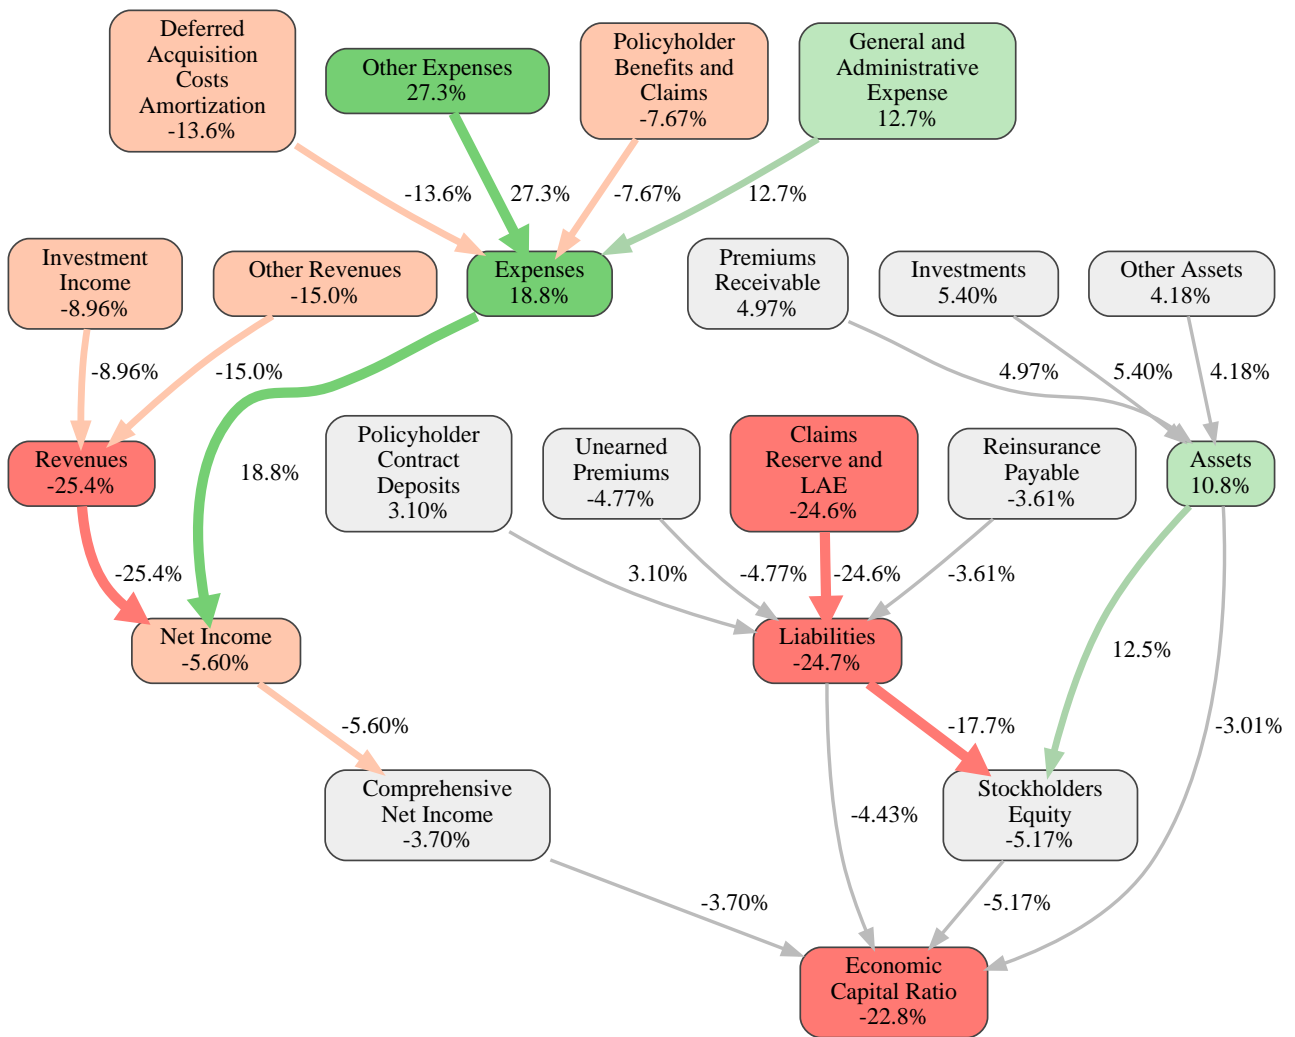 Deferred
Acquisition
Costs
Amortization
-13.6%
Other Expenses
27.3%
Policyholder
Benefits and
Claims
-7.67%
General and
Administrative
Expense
12.7%
-13.6%
27.3%
-7.67%
12.7%
Investment
Income
-8.96%
Other Revenues
-15.0%
Expenses
18.8%
Premiums
Receivable
4.97%
Investments
5.40%
Other Assets
4.18%
-8.96%
-15.0%
4.97%
5.40%
4.18%
Revenues
-25.4%
18.8%
Policyholder
Contract
Deposits
3.10%
Unearned
Premiums
-4.77%
Claims
Reserve and
LAE
-24.6%
Reinsurance
Payable
-3.61%
Assets
10.8%
-25.4%
3.10%
-4.77%
-24.6%
-3.61%
Net Income
-5.60%
Liabilities
-24.7%
12.5%
-5.60%
-17.7%
-3.01%
Comprehensive
Net Income
-3.70%
-4.43%
Stockholders
Equity
-5.17%
-3.70%
-5.17%
Economic
Capital Ratio
-22.8%